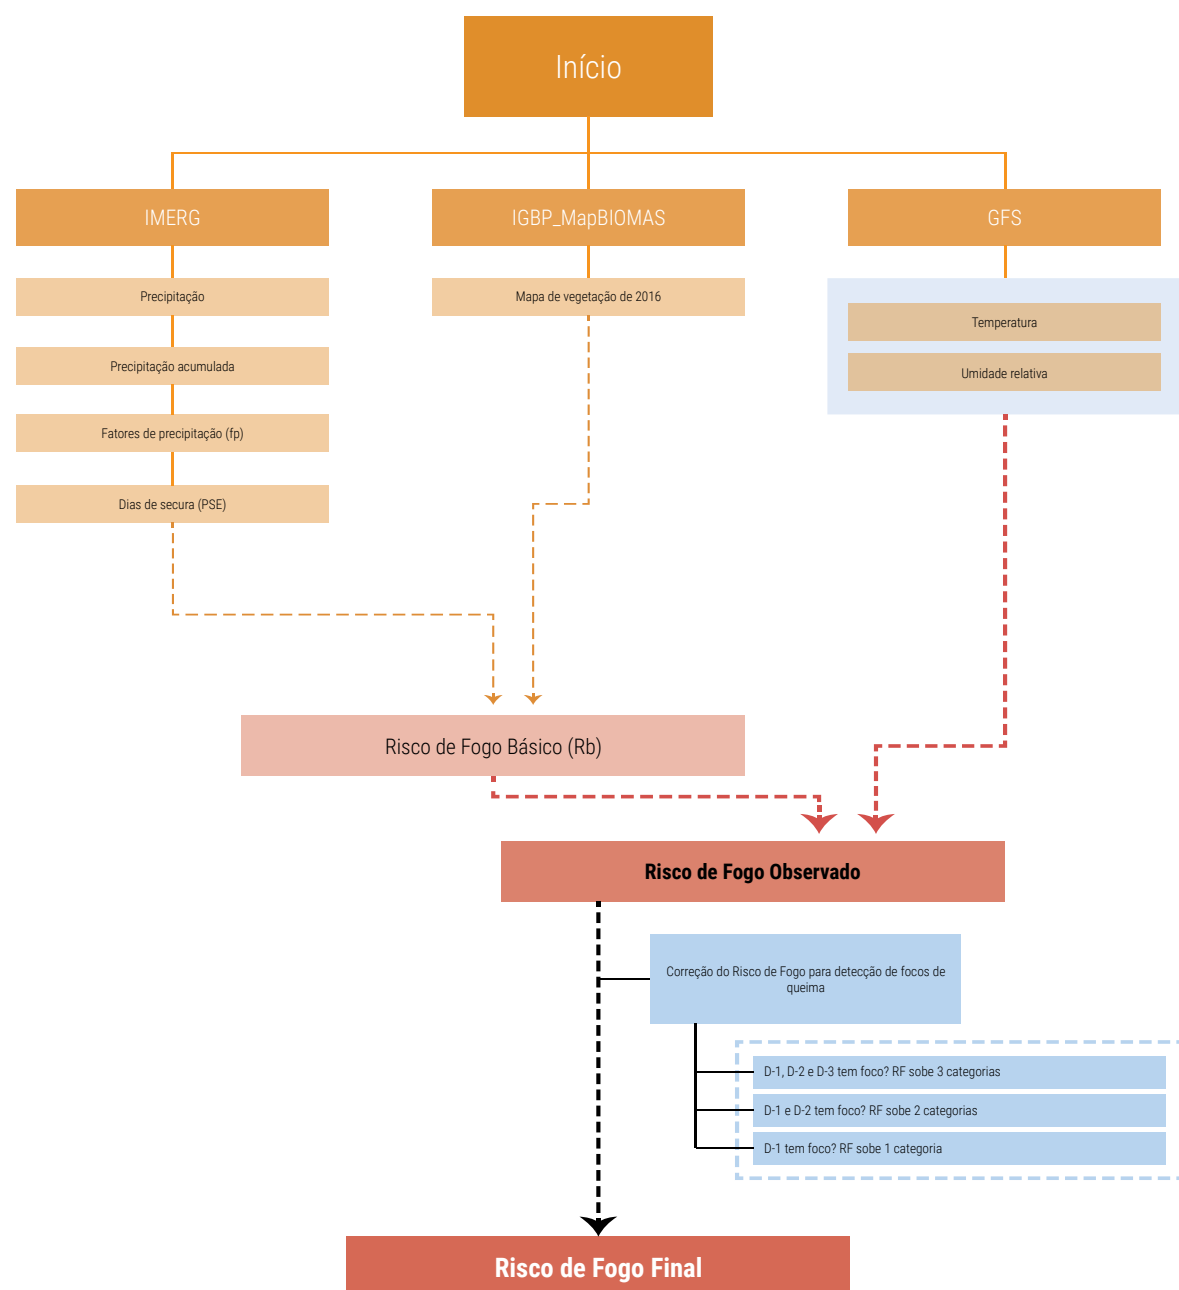 Início
IMERG
IGBP_MapBIOMAS
GFS
Precipitação
Precipitação acumulada
Fatores de precipitação (fp)
Dias de secura (PSE)
Mapa de vegetação de 2016
Temperatura
Umidade relativa
Risco de Fogo Básico (Rb)
Risco de Fogo Observado
Correção do Risco de Fogo para detecção de focos de
queima
D-1, D-2 e D-3 tem foco? RF sobe 3 categorias
D-1 e D-2 tem foco? RF sobe 2 categorias
D-1 tem foco? RF sobe 1 categoria
Risco de Fogo Final